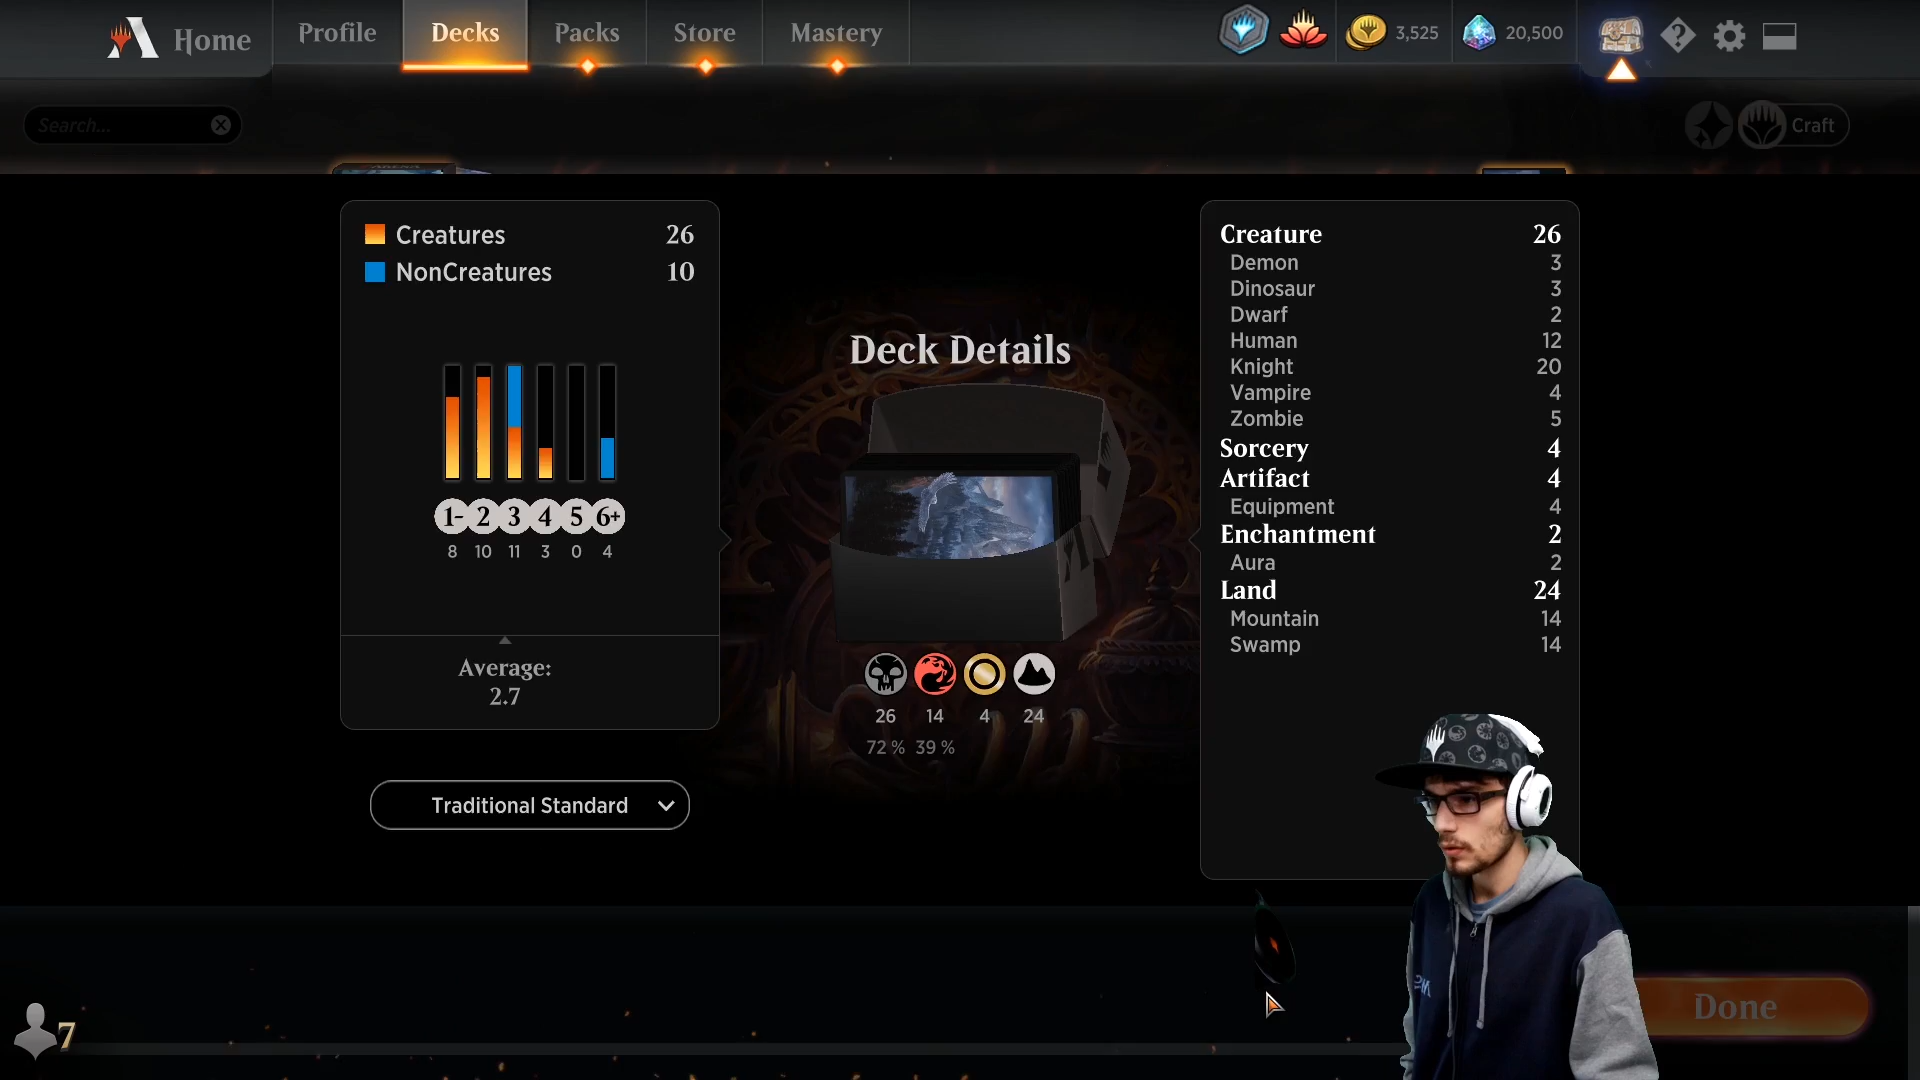 Home
Profile
Decks
Packs
Store
Mastery
3,525
20,500
Search...
Craft
Creatures 26
NonCreatures 10
1- 2 3 4 5 6+
8 10 11 3 0 4
Average:
2.7
Traditional Standard
Deck Details
26 14 4 24
72 % 39 %
Creature 26
Demon 3
Dinosaur 3
Dwarf 2
Human 12
Knight 20
Vampire 4
Zombie 5
Sorcery 4
Artifact 4
Equipment 4
Enchantment 2
Aura 2
Land 24
Mountain 14
Swamp 14
7
Done